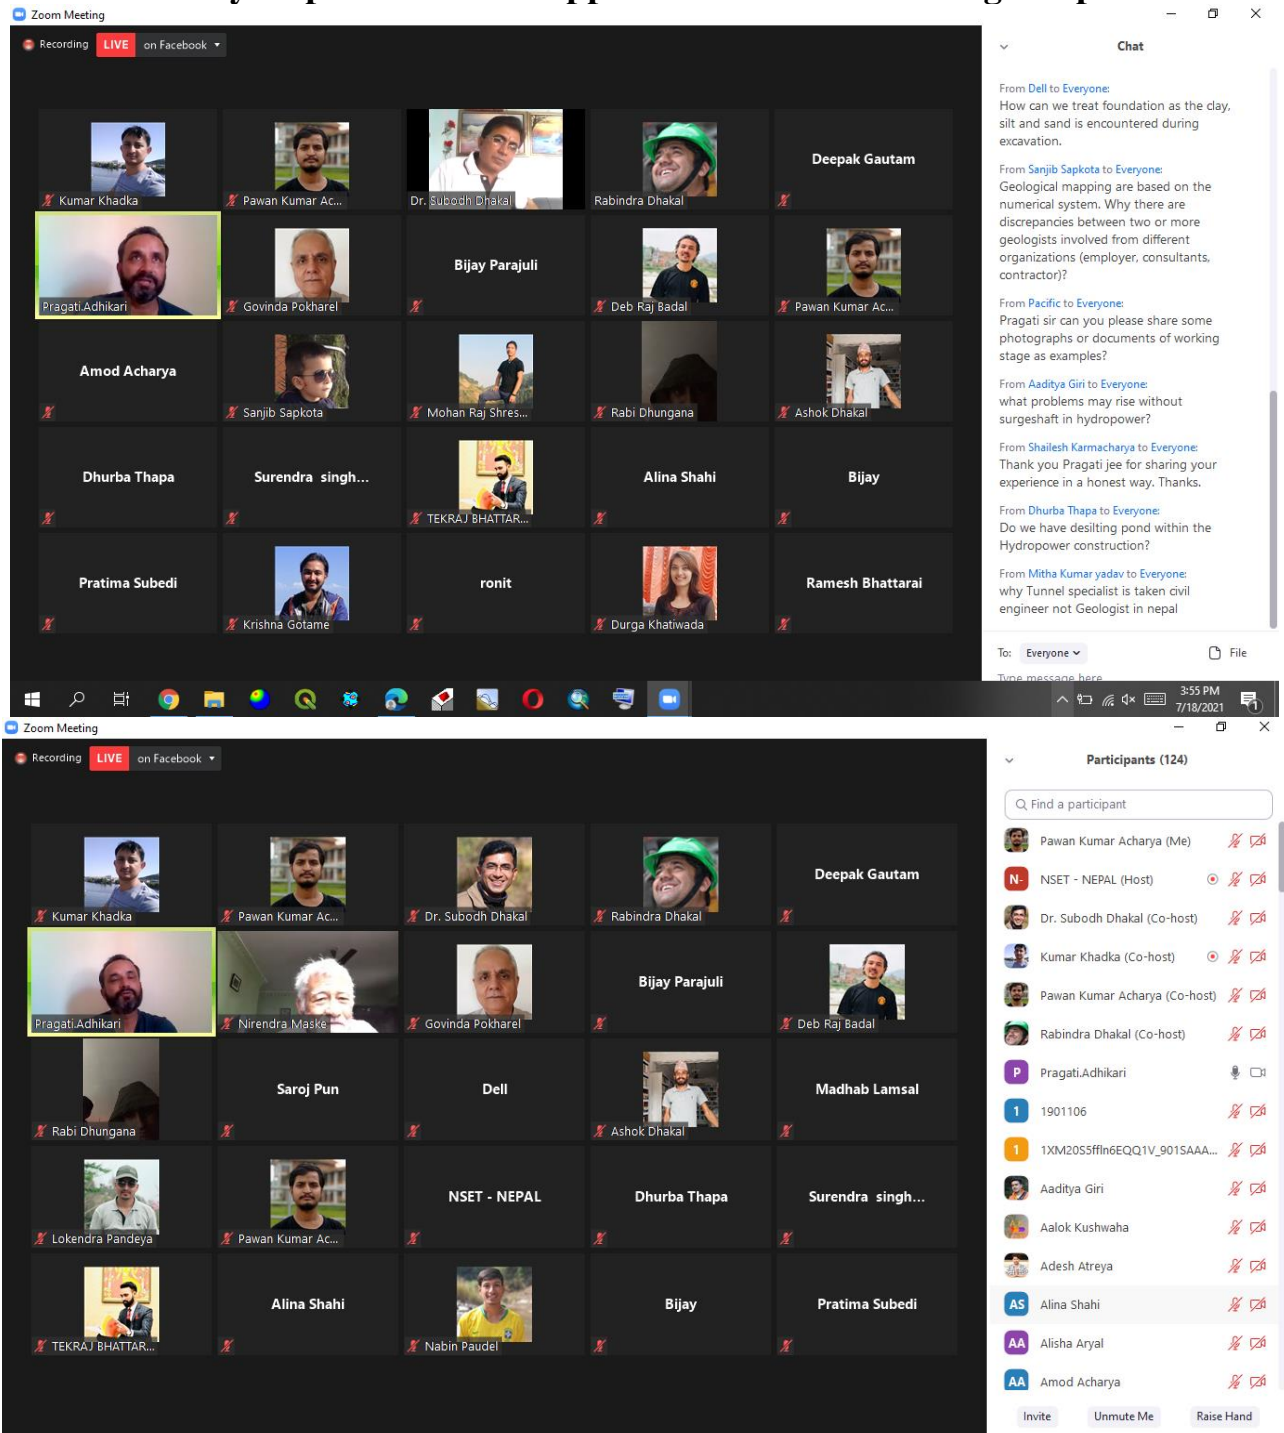 Zoom Meeting
Recording LIVE on Facebook
Kumar Khadka
Pawan Kumar Ac...
Dr. Subodh Dhakal
Rabindra Dhakal
Deepak Gautam
Pragati.Adhikari
Govinda Pokharel
Bijay Parajuli
Deb Raj Badal
Pawan Kumar Ac...
Amod Acharya
Sanjib Sapkota
Mohan Raj Shres...
Rabi Dhungana
Ashok Dhakal
Dhurba Thapa
Surendra singh...
TEKRAJ BHATTAR...
Alina Shahi
Bijay
Pratima Subedi
Krishna Gotame
ronit
Durga Khatiwada
Ramesh Bhattarai
Chat
From Dell to Everyone:
How can we treat foundation as the clay,
silt and sand is encountered during
excavation.
From Sanjib Sapkota to Everyone:
Geological mapping are based on the
numerical system. Why there are
discrepancies between two or more
geologists involved from different
organizations (employer, consultants,
contractor)?
From Pacific to Everyone:
Pragati sir can you please share some
photographs or documents of working
stage as examples?
From Aaditya Giri to Everyone:
what problems may rise without
surgeshaft in hydropower?
From Shailesh Karmacharya to Everyone:
Thank you Pragati jee for sharing your
experience in a honest way. Thanks.
From Dhurba Thapa to Everyone:
Do we have desilting pond within the
Hydropower construction?
From Mitha Kumar yadav to Everyone:
why Tunnel specialist is taken civil
engineer not Geologist in nepal
To: Everyone File
Type message here
3:55 PM
7/18/2021
1
Zoom Meeting
Recording LIVE on Facebook
Kumar Khadka
Pawan Kumar Ac...
Dr. Subodh Dhakal
Rabindra Dhakal
Deepak Gautam
Pragati.Adhikari
Nirendra Maske
Govinda Pokharel
Bijay Parajuli
Deb Raj Badal
Rabi Dhungana
Saroj Pun
Dell
Ashok Dhakal
Madhab Lamsal
Lokendra Pandeya
Pawan Kumar Ac...
NSET - NEPAL
Dhurba Thapa
Surendra singh...
TEKRAJ BHATTAR...
Alina Shahi
Nabin Paudel
Bijay
Pratima Subedi
Participants (124)
Find a participant
Pawan Kumar Acharya (Me)
N- NSET - NEPAL (Host)
Dr. Subodh Dhakal (Co-host)
Kumar Khadka (Co-host)
Pawan Kumar Acharya (Co-host)
Rabindra Dhakal (Co-host)
P Pragati.Adhikari
1 1901106
1 1XM20S5ffln6EQQ1V_901SAAA...
Aaditya Giri
Aalok Kushwaha
Adesh Atreya
AS Alina Shahi
AA Alisha Aryal
AA Amod Acharya
Invite Unmute Me Raise Hand